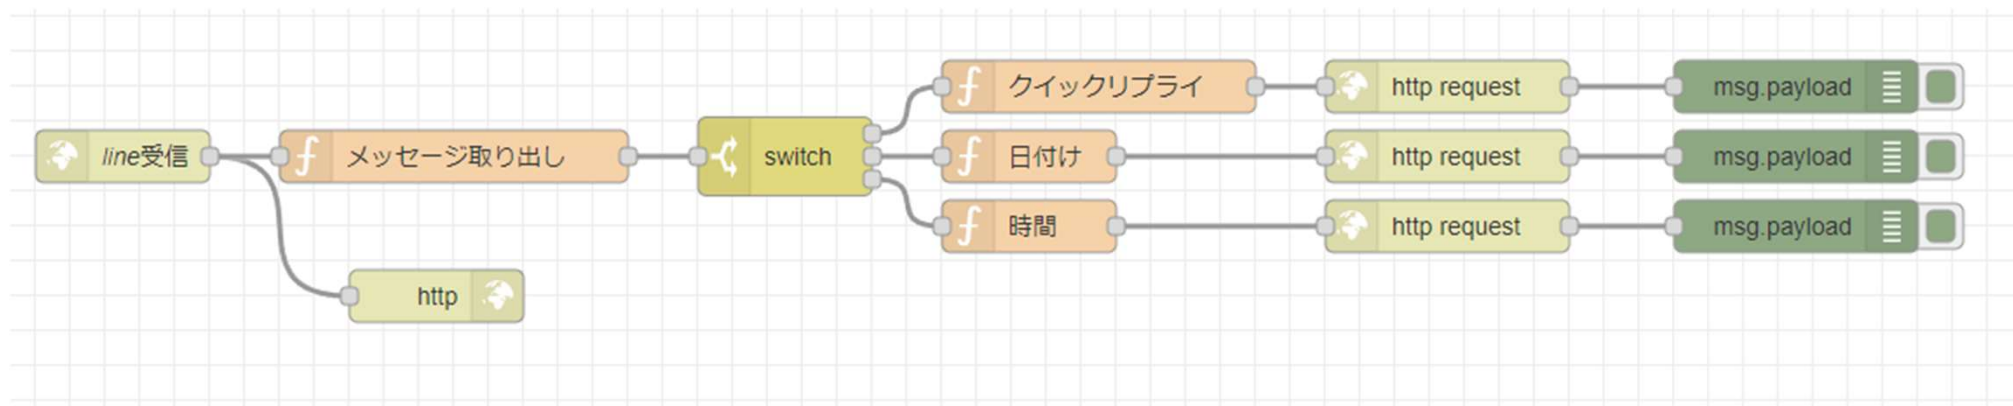 クイックリプライ
http request
msg.payload
line受信
メッセージ取り出し
switch
日付け
http request
msg.payload
時間
http request
msg.payload
http